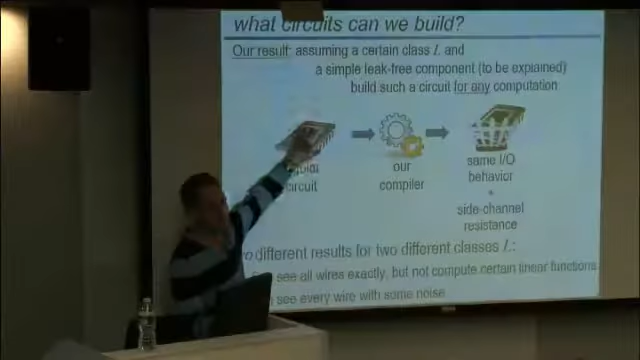 what circuits can we build?
Our result: assuming a certain class L and
a simple leak-free component (to be explained)
build such a circuit for any computation
circuit
our
compiler
same I/O
behavior
+
side-channel
resistance
different results for two different classes L:
see all wires exactly, but not compute certain linear functions
see every wire with some noise